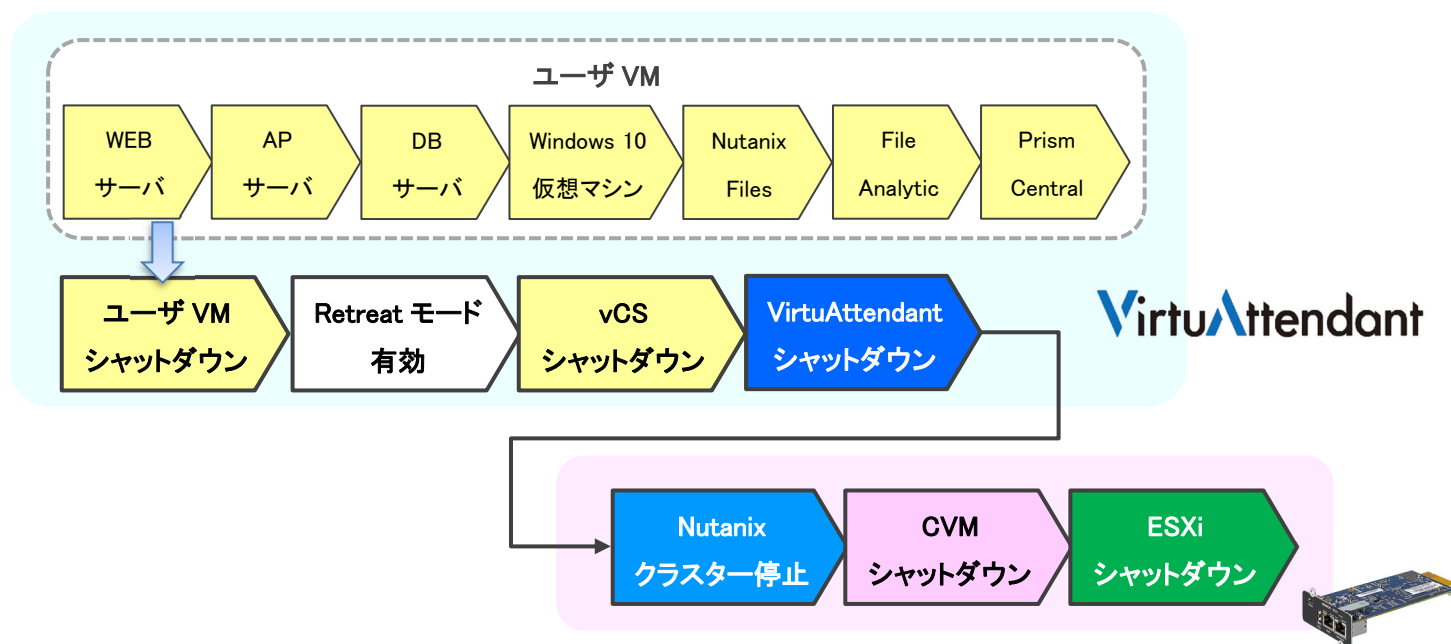 ユーザ VM
WEB
サーバ
AP
サーバ
DB
サーバ
Windows 10
仮想マシン
Nutanix
Files
File
Analytic
Prism
Central
ユーザ VM
シャットダウン
Retreat モード
有効
vCS
シャットダウン
VirtuAttendant
シャットダウン
VirtuAttendant
Nutanix
クラスター停止
CVM
シャットダウン
ESXi
シャットダウン